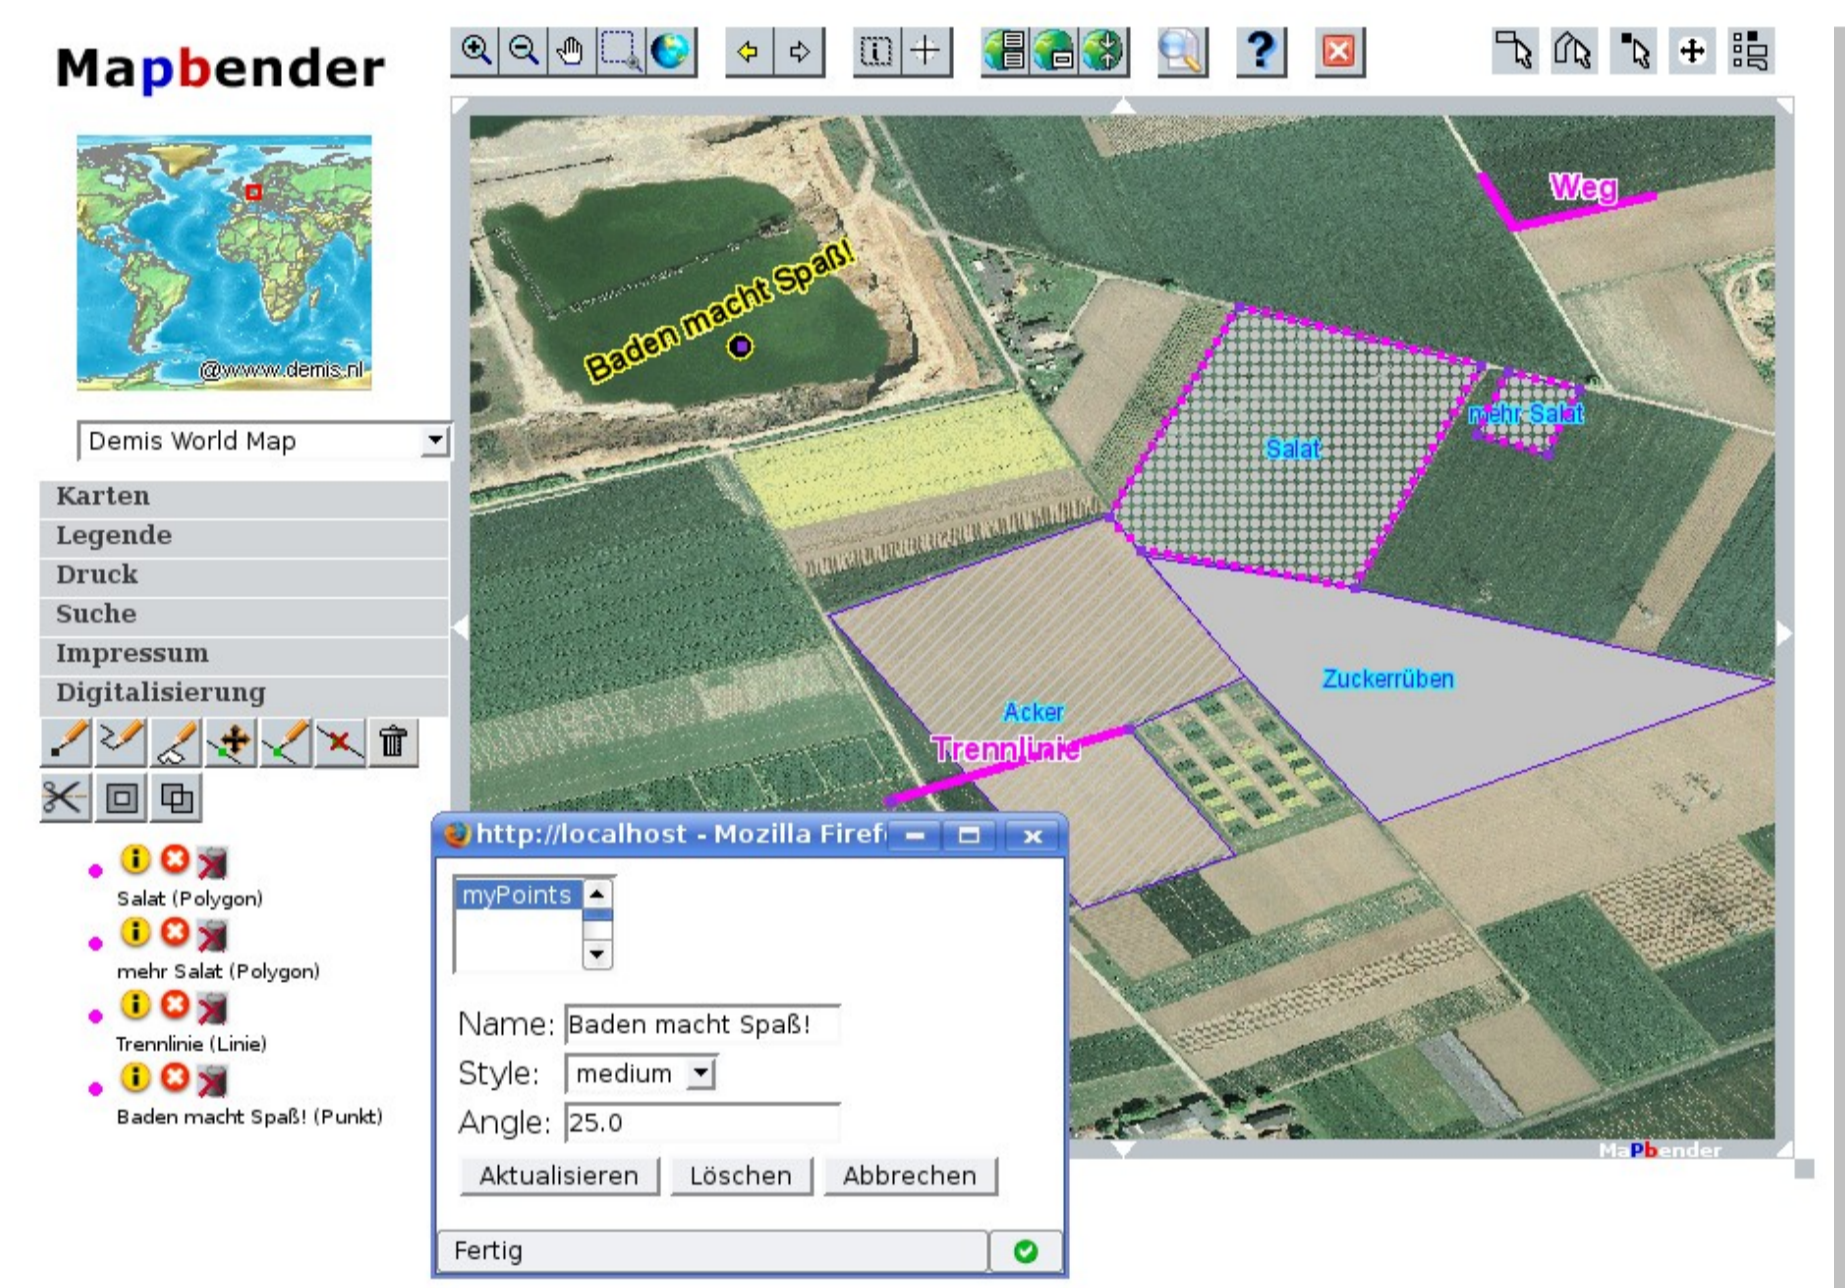 Mapbender
@wwww.demis.nl
Demis World Map
Karten
Legende
Druck
Suche
Impressum
Digitalisierung
Salat (Polygon)
mehr Salat (Polygon)
Trennlinie (Linie)
Baden macht Spaß! (Punkt)
Weg
Baden macht Spaß!
mehr Salat
Salat
Zuckerrüben
Acker
Trennlinie
MaPbender
http://localhost - Mozilla Firef
myPoints
Name: Baden macht Spaß!
Style: medium
Angle: 25.0
Aktualisieren Löschen Abbrechen
Fertig